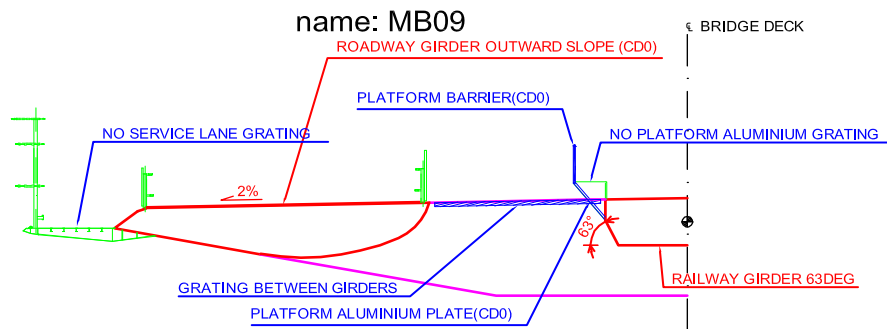 name: MB09
℄ BRIDGE DECK
ROADWAY GIRDER OUTWARD SLOPE (CD0)
PLATFORM BARRIER(CD0)
NO SERVICE LANE GRATING
NO PLATFORM ALUMINIUM GRATING
2%
63°
RAILWAY GIRDER 63DEG
GRATING BETWEEN GIRDERS
PLATFORM ALUMINIUM PLATE(CD0)